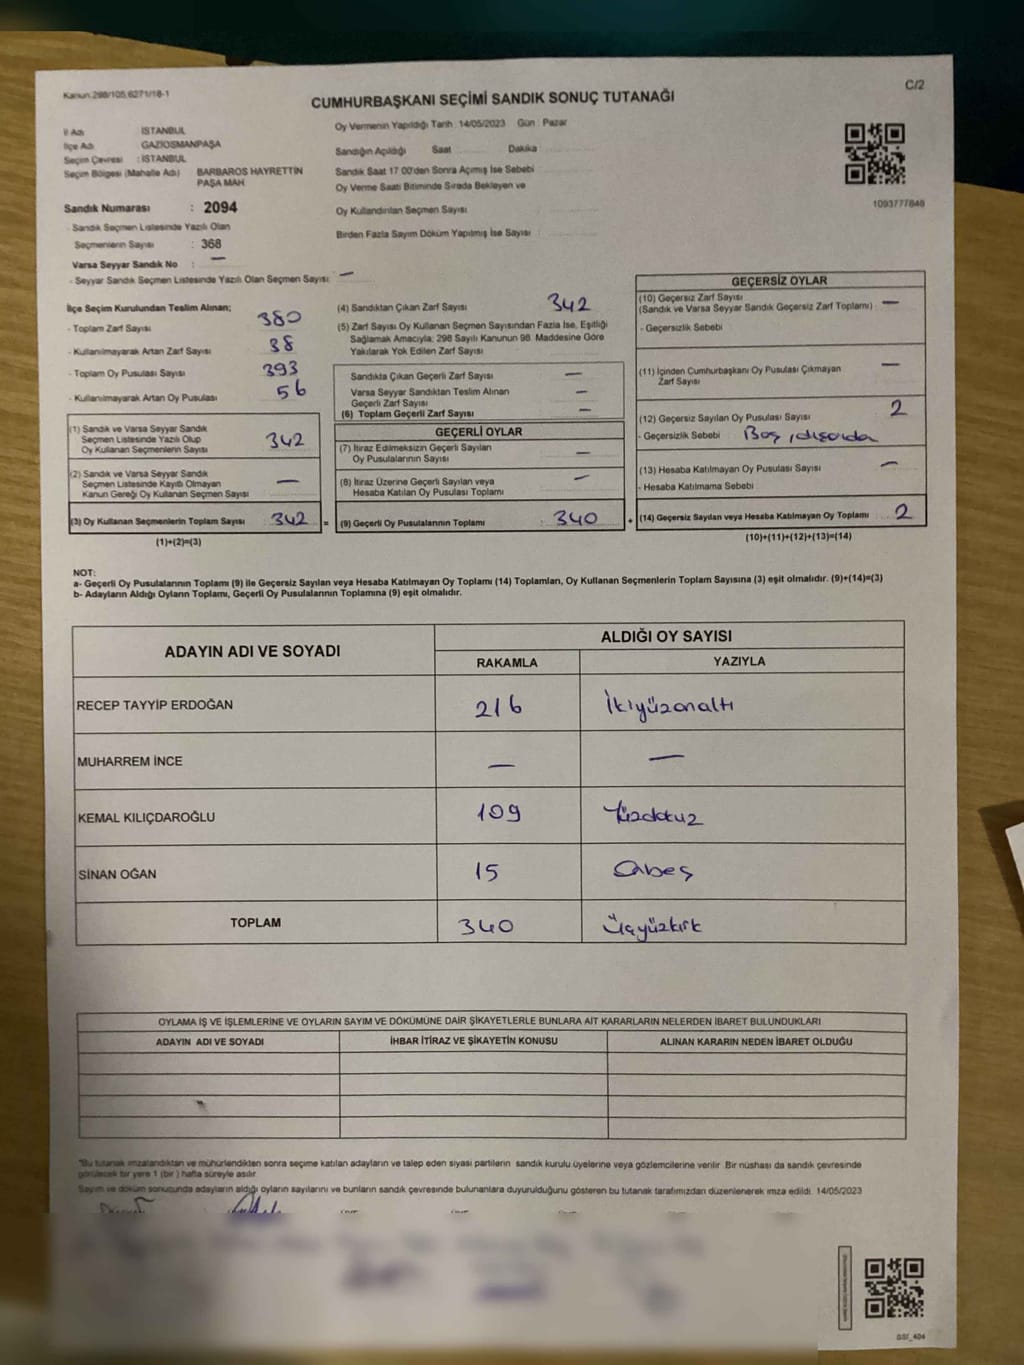 Kanun:298/105,6271/18-1
C/2
CUMHURBAŞKANI SEÇİMİ SANDIK SONUÇ TUTANAĞI
İl Adı İSTANBUL
İlçe Adı GAZİOSMANPAŞA
Seçim Çevresi : İSTANBUL
Seçim Bölgesi (Mahalle Adı) BARBAROS HAYRETTİN PAŞA MAH
Sandık Numarası : 2094
- Sandık Seçmen Listesinde Yazılı Olan
Seçmenlerin Sayısı : 368
Varsa Seyyar Sandık No : —
- Seyyar Sandık Seçmen Listesinde Yazılı Olan Seçmen Sayısı: —
Oy Vermenin Yapıldığı Tarih : 14/05/2023 Gün : Pazar
Sandığın Açıldığı Saat Dakika
Sandık Saat 17:00'den Sonra Açılmış İse Sebebi
Oy Verme Saati Bitiminde Sırada Bekleyen ve
Oy Kullandırılan Seçmen Sayısı
Birden Fazla Sayım Döküm Yapılmış İse Sayısı :
1093777848
İlçe Seçim Kurulundan Teslim Alınan;
- Toplam Zarf Sayısı 380
- Kullanılmayarak Artan Zarf Sayısı 38
- Toplam Oy Pusulası Sayısı 393
- Kullanılmayarak Artan Oy Pusulası 56
(1) Sandık ve Varsa Seyyar Sandık
Seçmen Listesinde Yazılı Olup
Oy Kullanan Seçmenlerin Sayısı 342
(2) Sandık ve Varsa Seyyar Sandık
Seçmen Listesinde Kayıtlı Olmayan
Kanun Gereği Oy Kullanan Seçmen Sayısı —
(3) Oy Kullanan Seçmenlerin Toplam Sayısı 342 =
(1)+(2)=(3)
(4) Sandıktan Çıkan Zarf Sayısı 342
(5) Zarf Sayısı Oy Kullanan Seçmen Sayısından Fazla İse, Eşitliği
Sağlamak Amacıyla; 298 Sayılı Kanunun 98. Maddesine Göre
Yakılarak Yok Edilen Zarf Sayısı
Sandıkta Çıkan Geçerli Zarf Sayısı —
Varsa Seyyar Sandıktan Teslim Alınan
Geçerli Zarf Sayısı —
(6) Toplam Geçerli Zarf Sayısı —
GEÇERLİ OYLAR
(7) İtiraz Edilmeksizin Geçerli Sayılan
Oy Pusulalarının Sayısı —
(8) İtiraz Üzerine Geçerli Sayılan veya
Hesaba Katılan Oy Pusulası Toplamı —
(9) Geçerli Oy Pusulalarının Toplamı : 340 +
GEÇERSİZ OYLAR
(10) Geçersiz Zarf Sayısı
(Sandık ve Varsa Seyyar Sandık Geçersiz Zarf Toplamı) —
- Geçersizlik Sebebi
(11) İçinden Cumhurbaşkanı Oy Pusulası Çıkmayan
Zarf Sayısı —
(12) Geçersiz Sayılan Oy Pusulası Sayısı 2
- Geçersizlik Sebebi Boş, dışarıda
(13) Hesaba Katılmayan Oy Pusulası Sayısı —
- Hesaba Katılmama Sebebi
(14) Geçersiz Sayılan veya Hesaba Katılmayan Oy Toplamı 2
(10)+(11)+(12)+(13)=(14)
NOT:
a- Geçerli Oy Pusulalarının Toplamı (9) ile Geçersiz Sayılan veya Hesaba Katılmayan Oy Toplamı (14) Toplamları, Oy Kullanan Seçmenlerin Toplam Sayısına (3) eşit olmalıdır. (9)+(14)=(3)
b- Adayların Aldığı Oyların Toplamı, Geçerli Oy Pusulalarının Toplamına (9) eşit olmalıdır.
ADAYIN ADI VE SOYADI ALDIĞI OY SAYISI
RAKAMLA YAZIYLA
RECEP TAYYİP ERDOĞAN 216 İkiyüzonaltı
MUHARREM İNCE — —
KEMAL KILIÇDAROĞLU 109 Yüzdokuz
SİNAN OĞAN 15 Onbeş
TOPLAM 340 Üçyüzkırk
OYLAMA İŞ VE İŞLEMLERİNE VE OYLARIN SAYIM VE DÖKÜMÜNE DAİR ŞİKAYETLERLE BUNLARA AİT KARARLARIN NELERDEN İBARET BULUNDUKLARI
ADAYIN ADI VE SOYADI İHBAR İTİRAZ VE ŞİKAYETİN KONUSU ALINAN KARARIN NEDEN İBARET OLDUĞU
"Bu tutanak imzalandıktan ve mühürlendikten sonra seçime katılan adayların ve talep eden siyasi partilerin sandık kurulu üyelerine veya gözlemcilerine verilir. Bir nüshası da sandık çevresinde
görülecek bir yere 1 (bir) hafta süreyle asılır.
Sayım ve döküm sonucunda adayların aldığı oyların sayılarını ve bunların sandık çevresinde bulunanlara duyurulduğunu gösteren bu tutanak tarafımızdan düzenlenerek imza edildi. 14/05/2023
GSİ_404